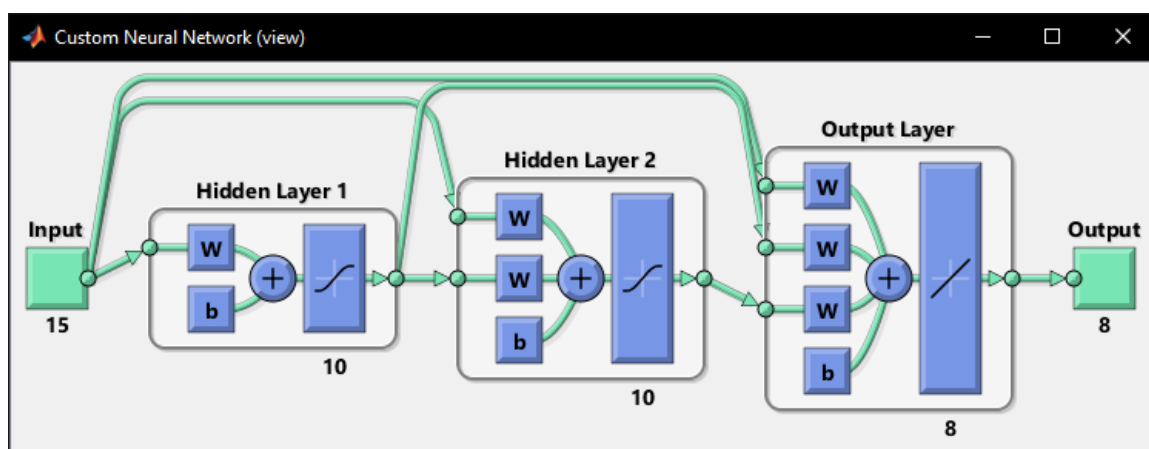 Custom Neural Network (view)
Input
15
Hidden Layer 1
W
b
+
10
Hidden Layer 2
W
W
b
+
10
Output Layer
W
W
W
b
+
8
Output
8